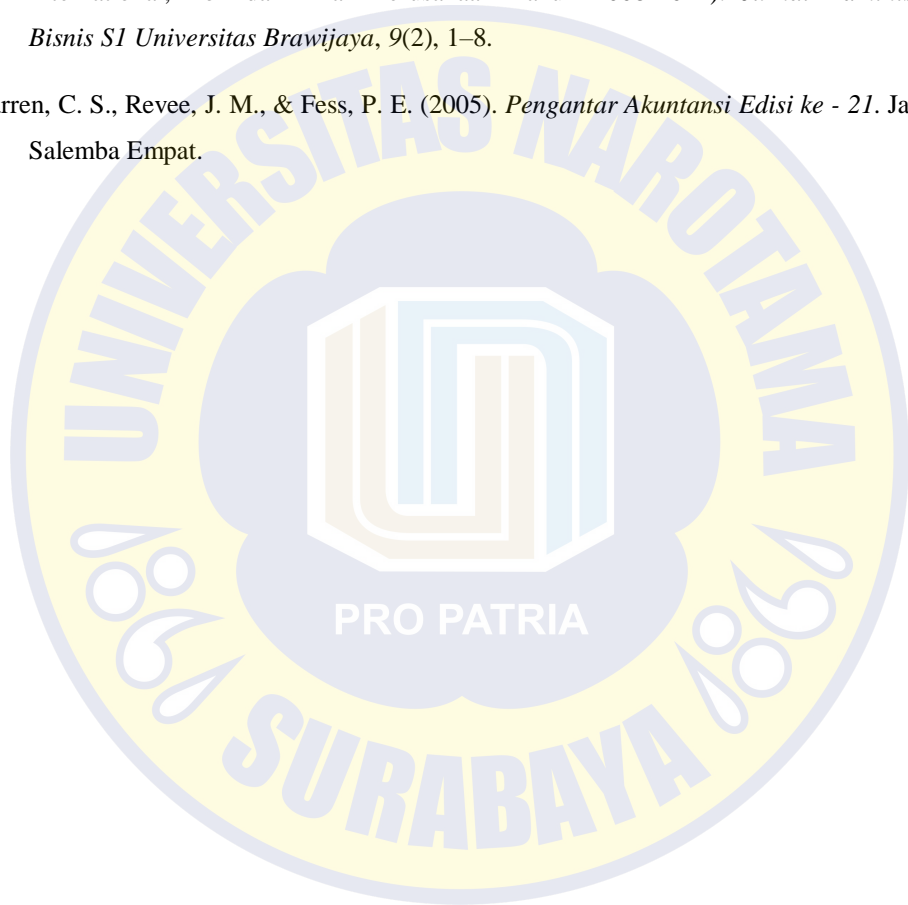 Bisnis S1 Universitas Brawijaya, 9(2), 1–8.
rren, C. S., Revee, J. M., & Fess, P. E. (2005). Pengantar Akuntansi Edisi ke - 21. Ja
Salemba Empat.
UNIVERSITAS NAROTAMA
PRO PATRIA
SURABAYA